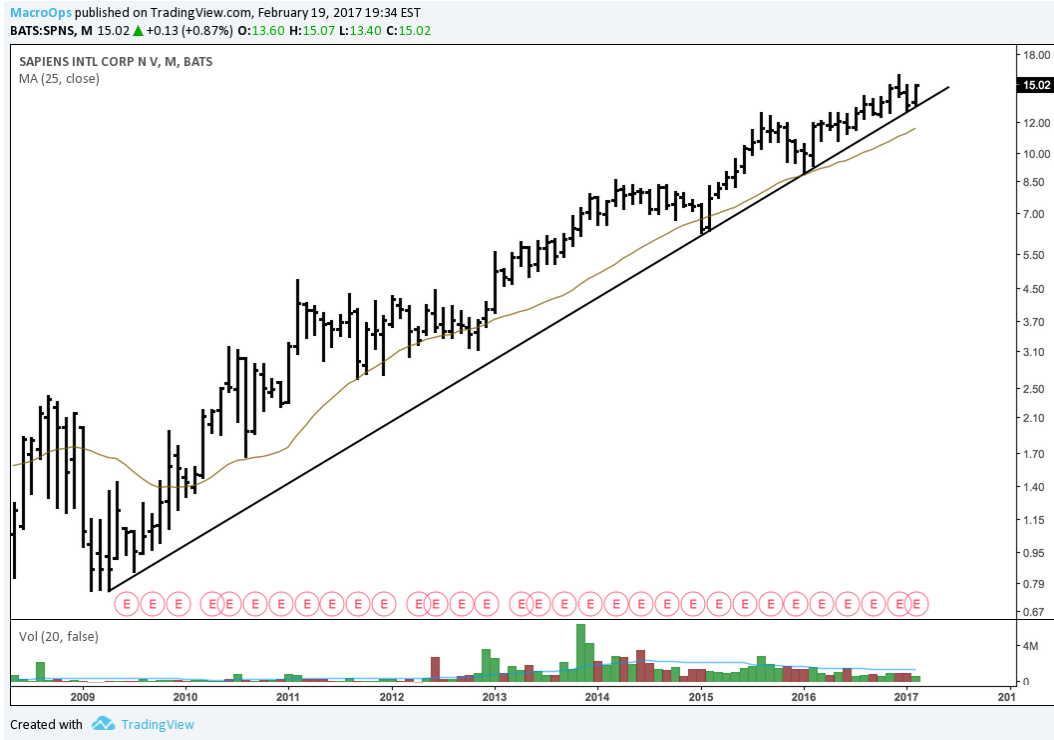 MacroOps published on TradingView.com, February 19, 2017 19:34 EST
BATS:SPNS, M 15.02 ▲ +0.13 (+0.87%) O:13.60 H:15.07 L:13.40 C:15.02
SAPIENS INTL CORP N V, M, BATS
MA (25, close)
18.00
15.02
12.00
10.00
8.50
7.00
5.50
4.50
3.70
3.10
2.50
2.10
1.70
1.40
1.15
0.95
0.79
0.67
E E E E E E E E E E E E E E E E E E E E E E E E E E E E E E E E
Vol (20, false)
4M
0
2009 2010 2011 2012 2013 2014 2015 2016 2017 201
Created with TradingView